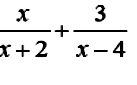 x/(x + 2) + 3/(x − 4)